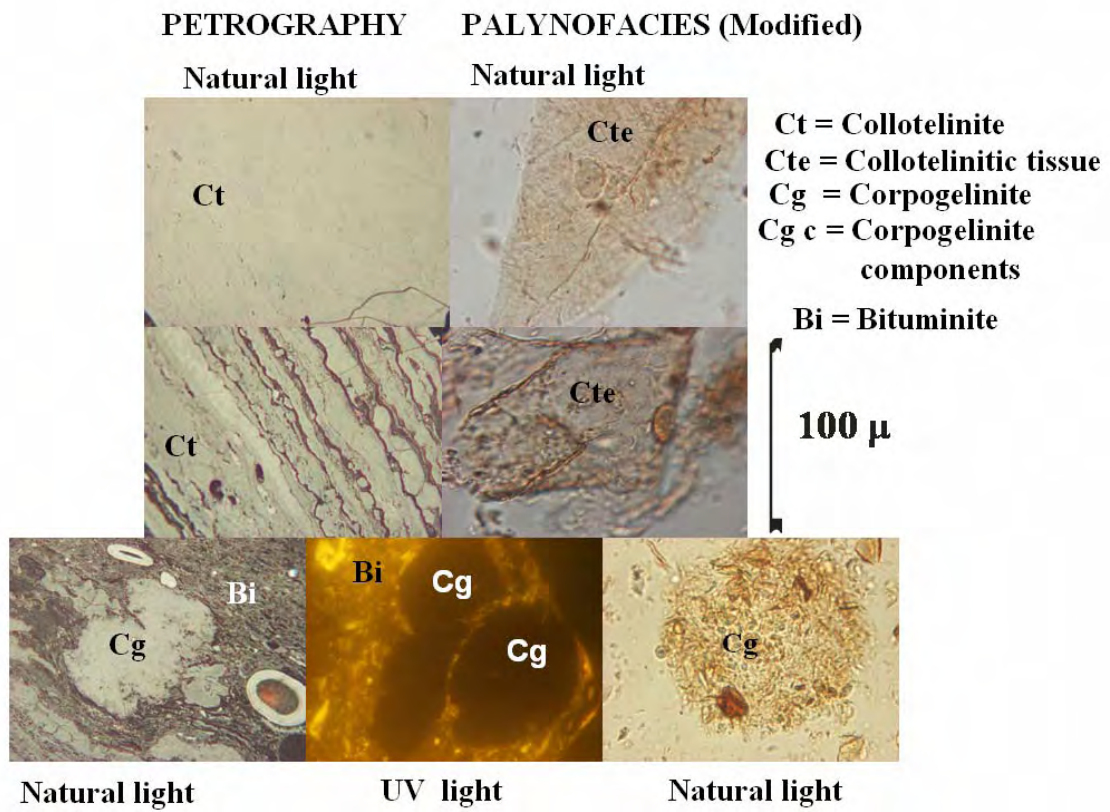 PETROGRAPHY PALYNOFACIES (Modified)
Natural light Natural light
Ct
Cte
Ct = Collotelinite
Cte = Collotelinitic tissue
Cg = Corpogelinite
Cg c = Corpogelinite
components
Bi = Bituminite
Ct
Cte
100 µ
Cg
Bi
Bi
Cg
Cg
Cg
Natural light UV light Natural light